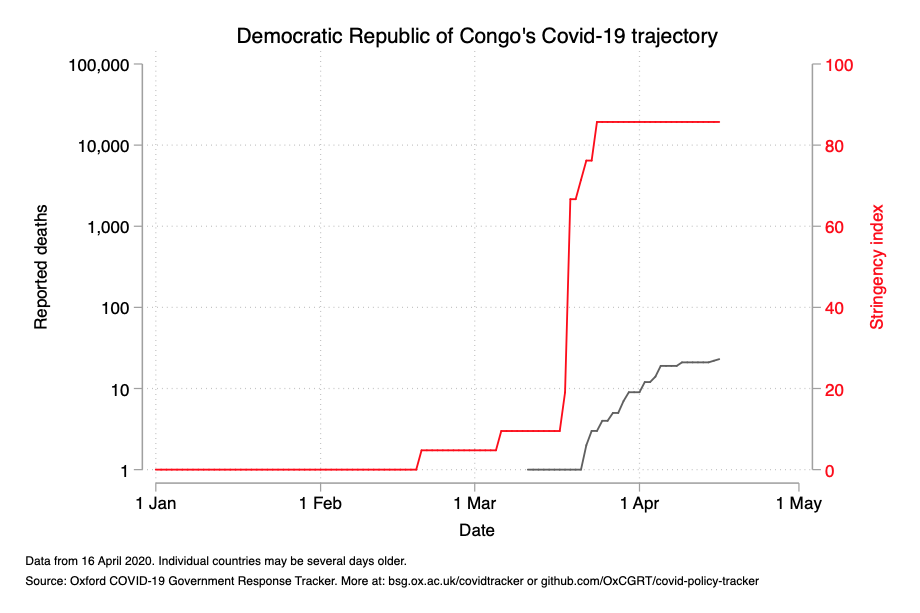 Democratic Republic of Congo's Covid-19 trajectory
100,000
10,000
1,000
100
10
1
Reported deaths
100
80
60
40
20
0
Stringency index
1 Jan 1 Feb 1 Mar 1 Apr 1 May
Date
Data from 16 April 2020. Individual countries may be several days older.
Source: Oxford COVID-19 Government Response Tracker. More at: bsg.ox.ac.uk/covidtracker or github.com/OxCGRT/covid-policy-tracker